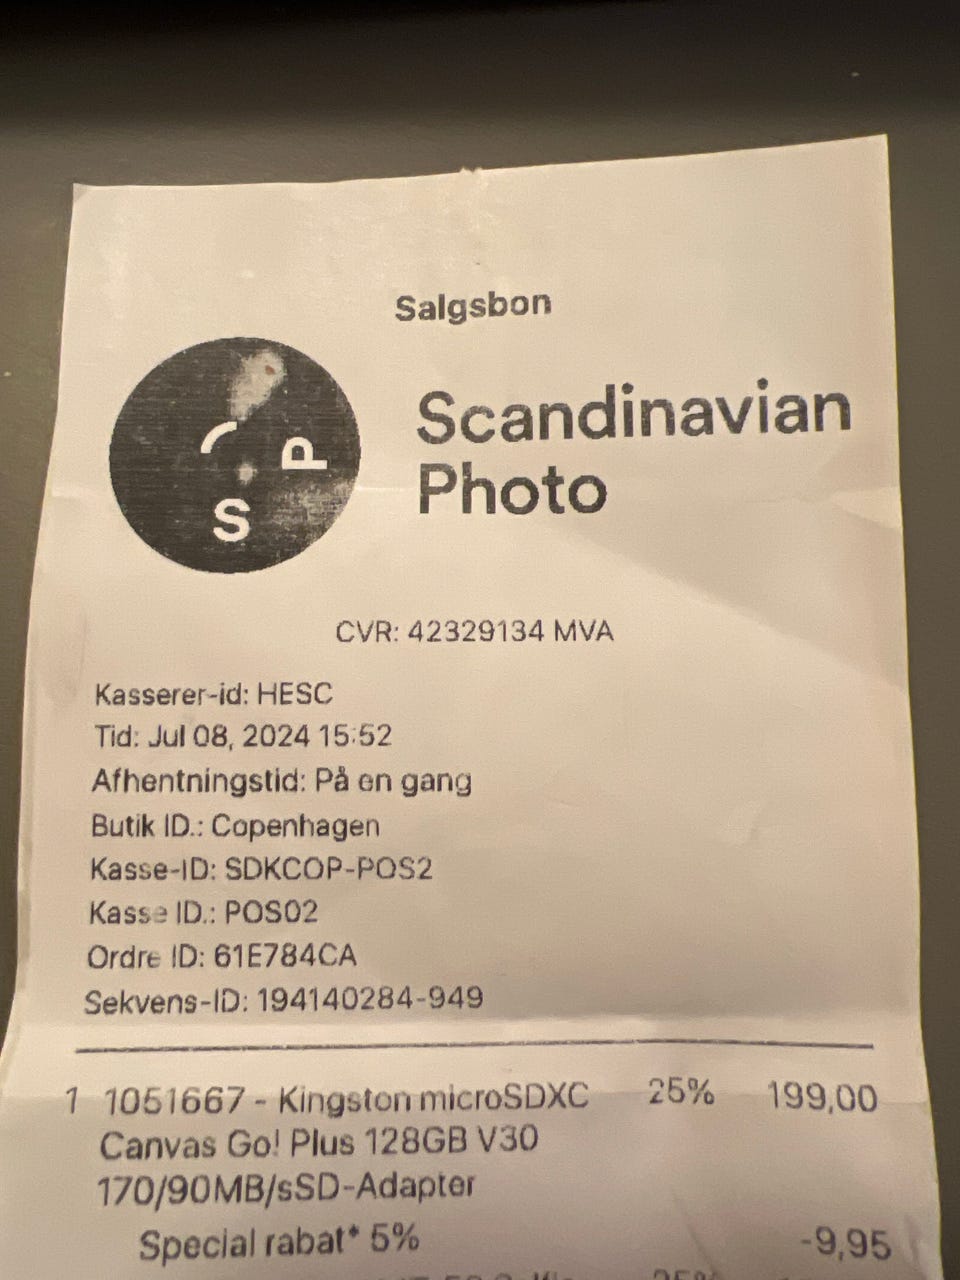 Salgsbon
S P
Scandinavian
Photo
CVR: 42329134 MVA
Kasserer-id: HESC
Tid: Jul 08, 2024 15:52
Afhentningstid: På en gang
Butik ID.: Copenhagen
Kasse-ID: SDKCOP-POS2
Kasse ID.: POS02
Ordre ID: 61E784CA
Sekvens-ID: 194140284-949
1 1051667 - Kingston microSDXC 25% 199,00
Canvas Go! Plus 128GB V30
170/90MB/sSD-Adapter
Special rabat* 5% -9,95